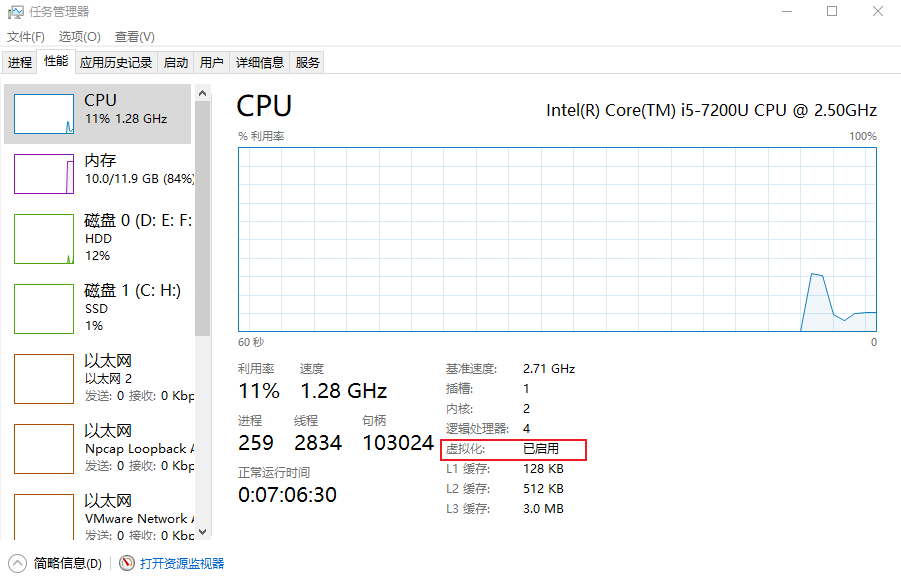 任务管理器
文件(F) 选项(O) 查看(V)
进程 性能 应用历史记录 启动 用户 详细信息 服务
CPU
11% 1.28 GHz
内存
10.0/11.9 GB (84%)
磁盘 0 (D: E: F:
HDD
12%
磁盘 1 (C: H:)
SSD
1%
以太网
以太网 2
发送: 0 接收: 0 Kbp
以太网
Npcap Loopback A
发送: 0 接收: 0 Kbp
以太网
VMware Network A
发送: 0 接收: 0 Kbp
CPU
Intel(R) Core(TM) i5-7200U CPU @ 2.50GHz
% 利用率 100%
60 秒 0
利用率 速度
11% 1.28 GHz
进程 线程 句柄
259 2834 103024
正常运行时间
0:07:06:30
基准速度: 2.71 GHz
插槽: 1
内核: 2
逻辑处理器: 4
虚拟化: 已启用
L1 缓存: 128 KB
L2 缓存: 512 KB
L3 缓存: 3.0 MB
简略信息(D) 打开资源监视器